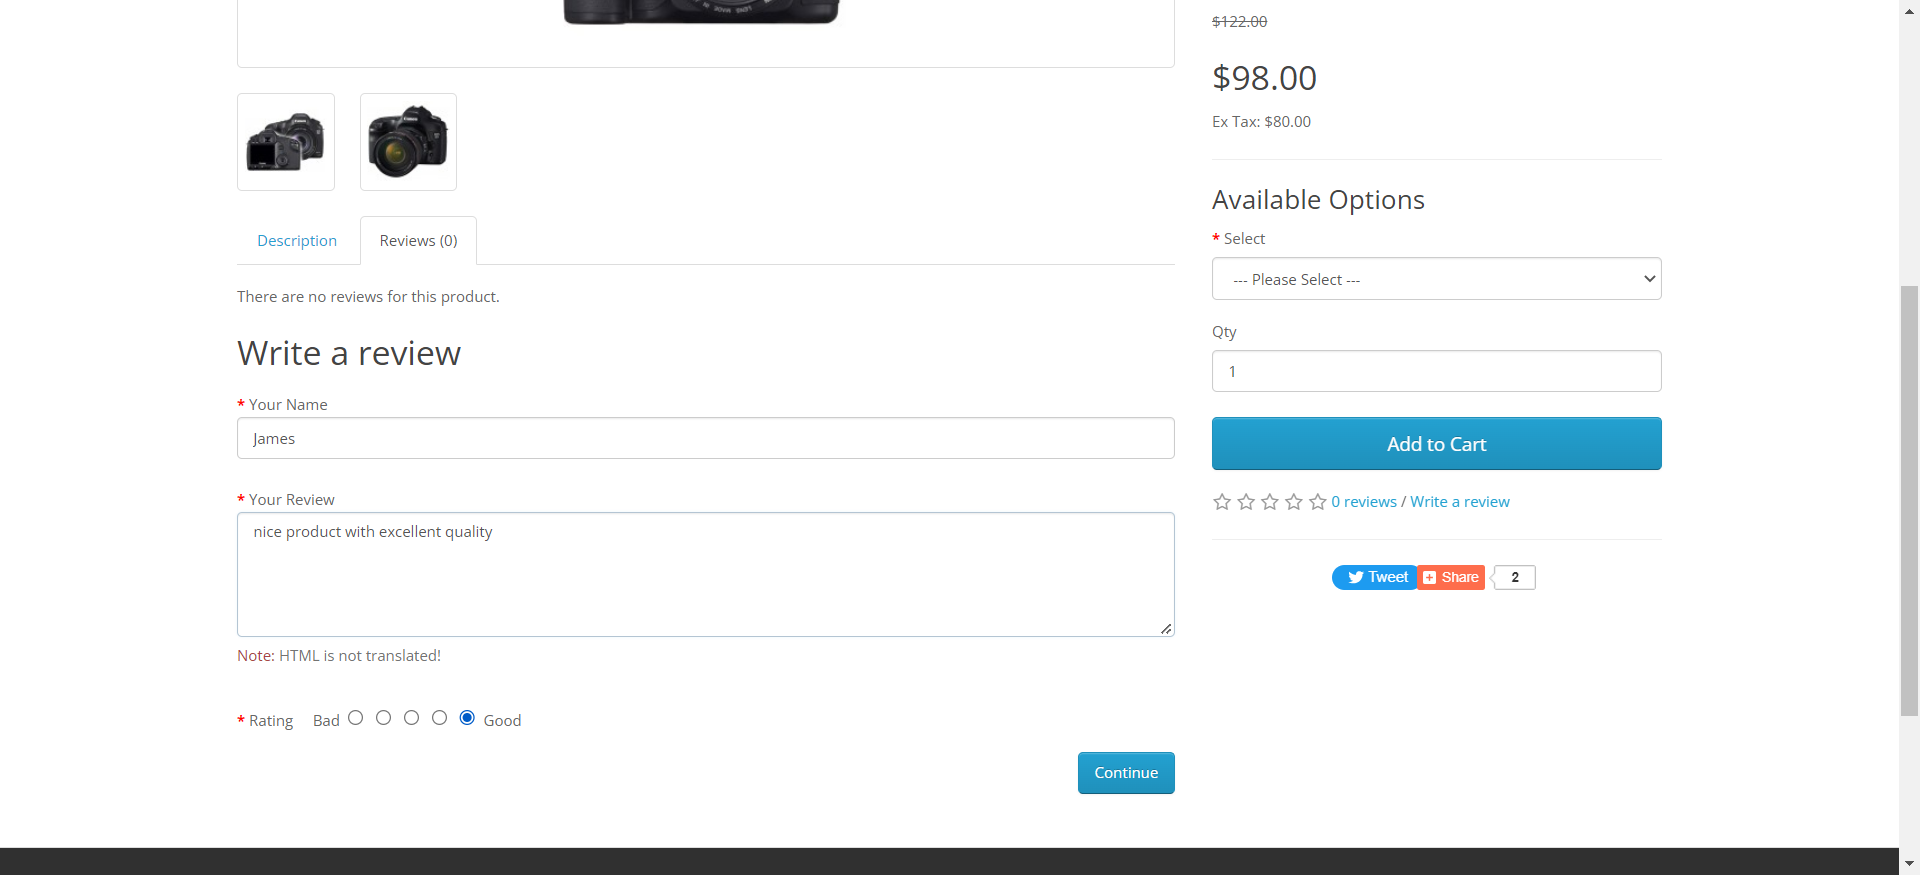 $122.00
$98.00
Ex Tax: $80.00
Available Options
* Select
--- Please Select ---
Qty
1
Add to Cart
0 reviews / Write a review
Tweet
Share
2
Description
Reviews (0)
There are no reviews for this product.
Write a review
* Your Name
James
* Your Review
nice product with excellent quality
Note: HTML is not translated!
* Rating Bad Good
Continue